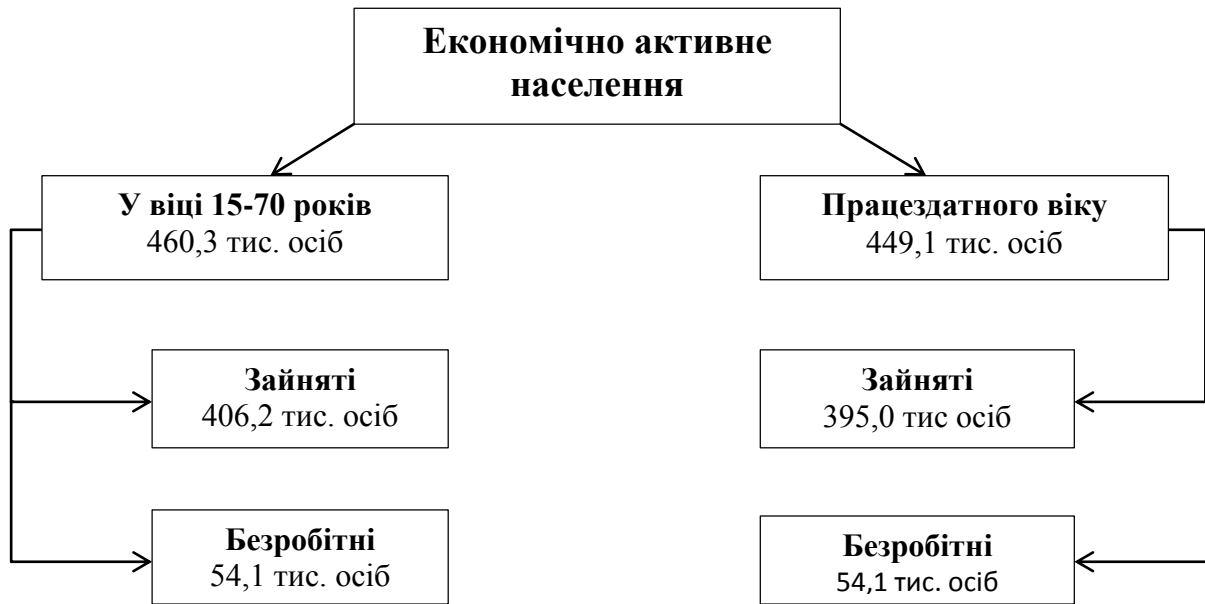 Економічно активне
населення
У віці 15-70 років
460,3 тис. осіб
Працездатного віку
449,1 тис. осіб
Зайняті
406,2 тис. осіб
Зайняті
395,0 тис осіб
Безробітні
54,1 тис. осіб
Безробітні
54,1 тис. осіб